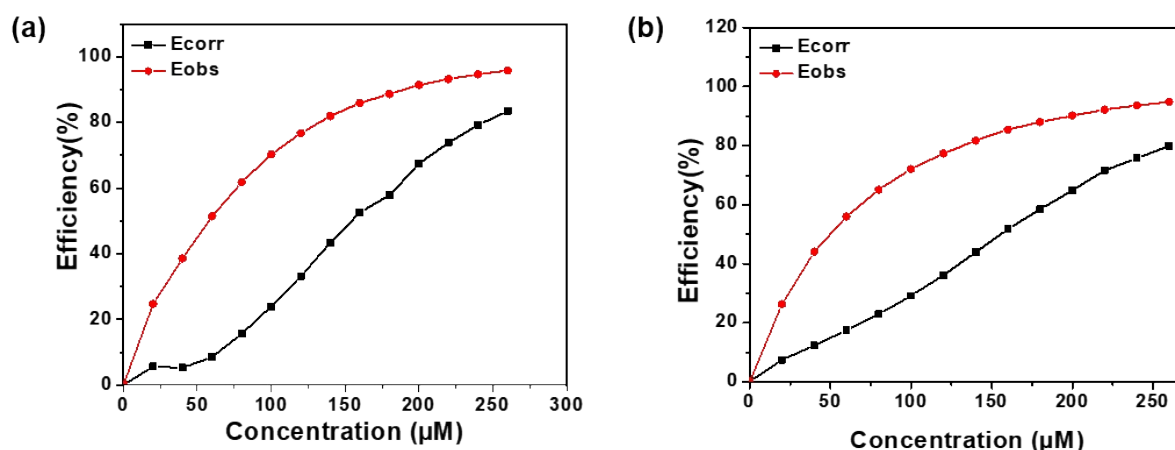 (a)
Ecorr
Eobs
100
80
60
40
20
0
Efficiency(%)
0 50 100 150 200 250 300
Concentration (µM)
(b)
Ecorr
Eobs
120
100
80
60
40
20
0
Efficiency(%)
0 50 100 150 200 250
Concentration (µM)